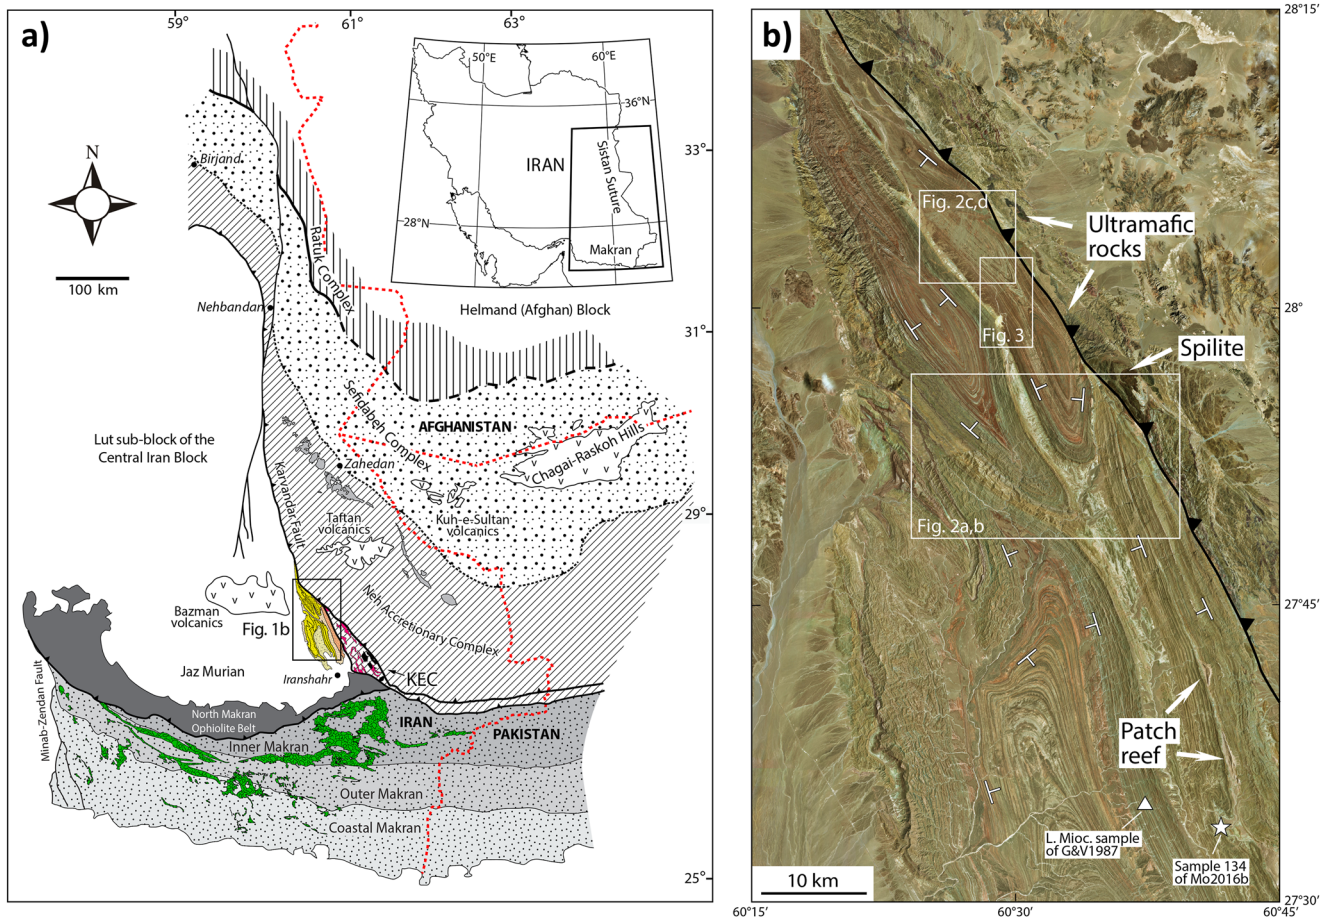 a)
59°
61°
63°
50°E
60°E
36°N
IRAN
Sistan Suture
28°N
Makran
N
100 km
33°
31°
29°
25°
Birjand
Ratuk Complex
Nehbandan
Helmand (Afghan) Block
Sefidabeh Complex
AFGHANISTAN
Chagai-Raskoh Hills
Lut sub-block of the
Central Iran Block
Zahedan
Karvandar Fault
Taftan
volcanics
Kuh-e-Sultan
volcanics
Bazman
volcanics
Fig. 1b
Neh Accretionary Complex
Jaz Murian
Iranshahr
KEC
Minab-Zendan Fault
North Makran
Ophiolite Belt
IRAN
PAKISTAN
Inner Makran
Outer Makran
Coastal Makran
v v v v v v v v v v v v v v v v v v v v v v
b)
28°15′
Fig. 2c,d
Ultramafic
rocks
28°
Fig. 3
Spilite
Fig. 2a,b
27°45′
Patch
reef
L. Mioc. sample
of G&V1987
Sample 134
of Mo2016b
10 km
27°30′
60°15′
60°30′
60°45′